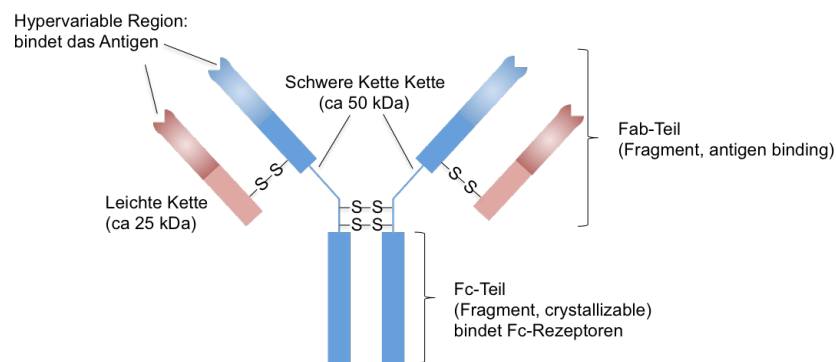 Hypervariable Region:
bindet das Antigen
Schwere Kette Kette
(ca 50 kDa)
Fab-Teil
(Fragment, antigen binding)
S–S
S–S
Leichte Kette
(ca 25 kDa)
S–S
S–S
Fc-Teil
(Fragment, crystallizable)
bindet Fc-Rezeptoren